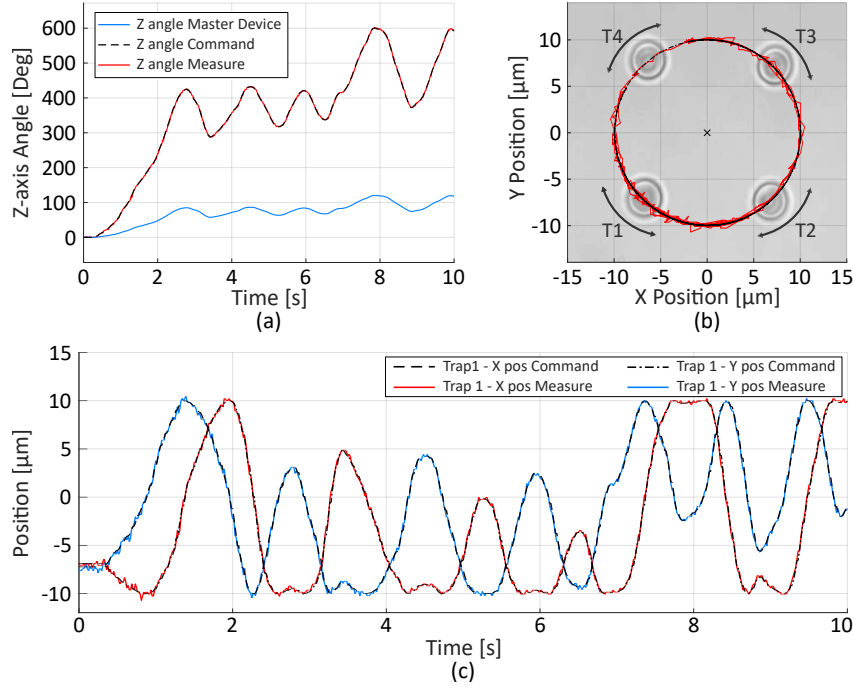 Z angle Master Device
Z angle Command
Z angle Measure
Z-axis Angle [Deg]
600
500
400
300
200
100
0
0 2 4 6 8 10
Time [s]
(a)
T4 T3
T1 T2
Y Position [µm]
10
5
0
-5
-10
-15 -10 -5 0 5 10 15
X Position [µm]
(b)
Trap1 - X pos Command
Trap 1 - Y pos Command
Trap 1 - X pos Measure
Trap 1 - Y pos Measure
Position [µm]
15
10
5
0
-5
-10
0 2 4 6 8 10
Time [s]
(c)